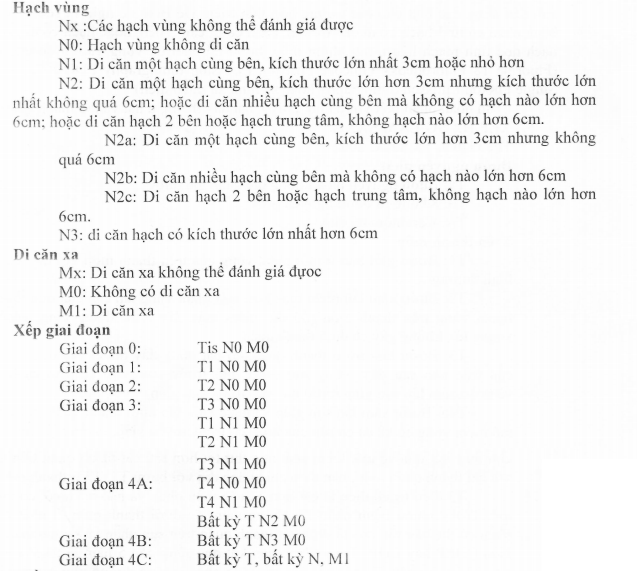 Hạch vùng
Nx :Các hạch vùng không thể đánh giá được
N0: Hạch vùng không di căn
N1: Di căn một hạch cùng bên, kích thước lớn nhất 3cm hoặc nhỏ hơn
N2: Di căn một hạch cùng bên, kích thước lớn hơn 3cm nhưng kích thước lớn
nhất không quá 6cm; hoặc di căn nhiều hạch cùng bên mà không có hạch nào lớn hơn
6cm; hoặc di căn hạch 2 bên hoặc hạch trung tâm, không hạch nào lớn hơn 6cm.
N2a: Di căn một hạch cùng bên, kích thước lớn hơn 3cm nhưng không
quá 6cm
N2b: Di căn nhiều hạch cùng bên mà không có hạch nào lớn hơn 6cm
N2c: Di căn hạch 2 bên hoặc hạch trung tâm, không hạch nào lớn hơn
6cm.
N3: di căn hạch có kích thước lớn nhất hơn 6cm
Di căn xa
Mx: Di căn xa không thể đánh giá đựoc
M0: Không có di căn xa
M1: Di căn xa
Xếp giai đoạn
Giai đoạn 0: Tis N0 M0
Giai đoạn 1: T1 N0 M0
Giai đoạn 2: T2 N0 M0
Giai đoạn 3: T3 N0 M0
T1 N1 M0
T2 N1 M0
T3 N1 M0
Giai đoạn 4A: T4 N0 M0
T4 N1 M0
Bất kỳ T N2 M0
Giai đoạn 4B: Bất kỳ T N3 M0
Giai đoạn 4C: Bất kỳ T, bất kỳ N, M1